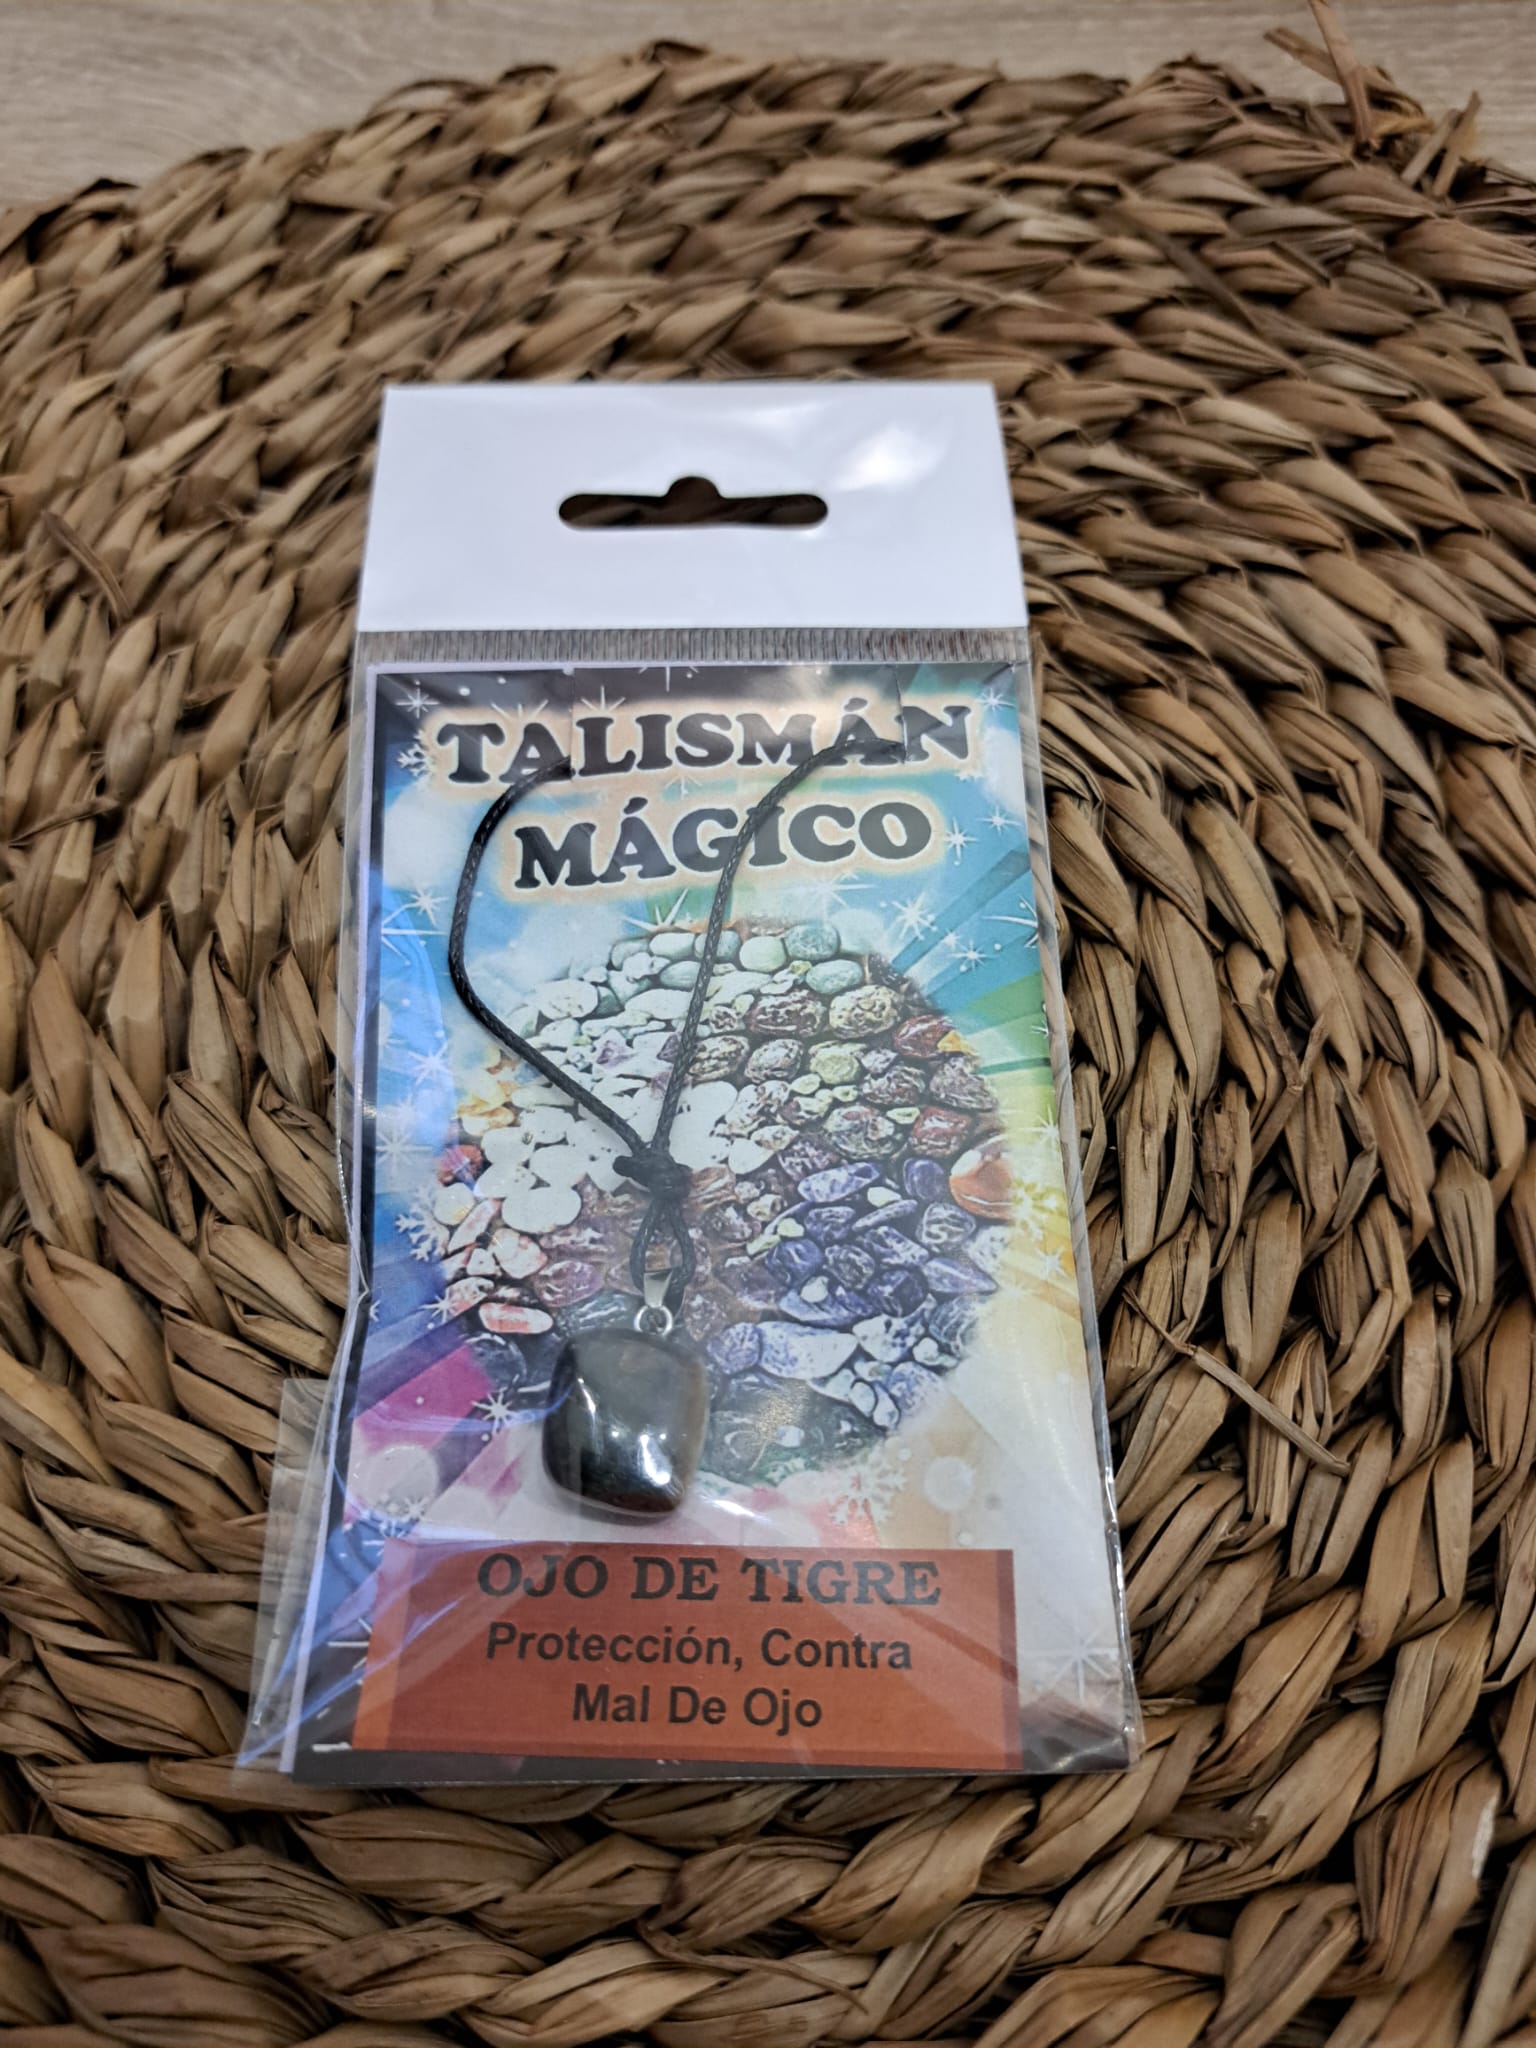 TALISMÁN
MÁGICO
OJO DE TIGRE
Protección, Contra
Mal De Ojo